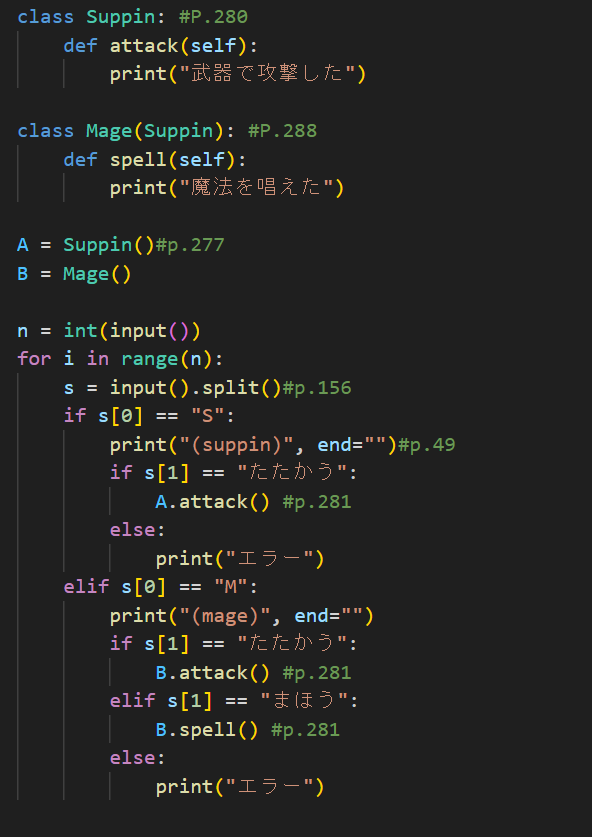 class Suppin: #P.280
    def attack(self):
        print("武器で攻撃した")

class Mage(Suppin): #P.288
    def spell(self):
        print("魔法を唱えた")

A = Suppin()#p.277
B = Mage()

n = int(input())
for i in range(n):
    s = input().split()#p.156
    if s[0] == "S":
        print("(suppin)", end="")#p.49
        if s[1] == "たたかう":
            A.attack() #p.281
        else:
            print("エラー")
    elif s[0] == "M":
        print("(mage)", end="")
        if s[1] == "たたかう":
            B.attack() #p.281
        elif s[1] == "まほう":
            B.spell() #p.281
        else:
            print("エラー")